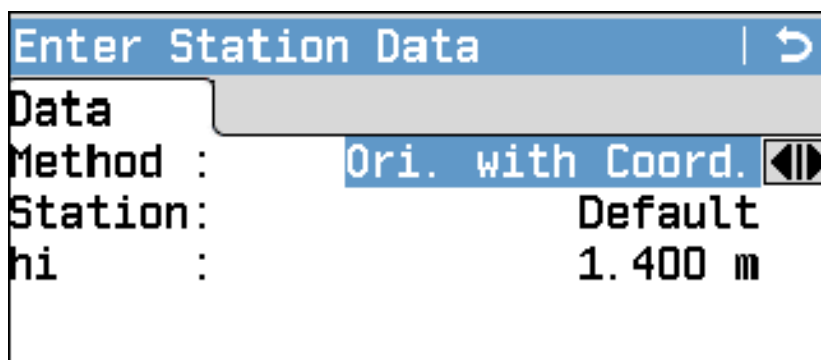 Enter Station Data
Data
Method : Ori. with Coord.
Station: Default
hi : 1.400 m